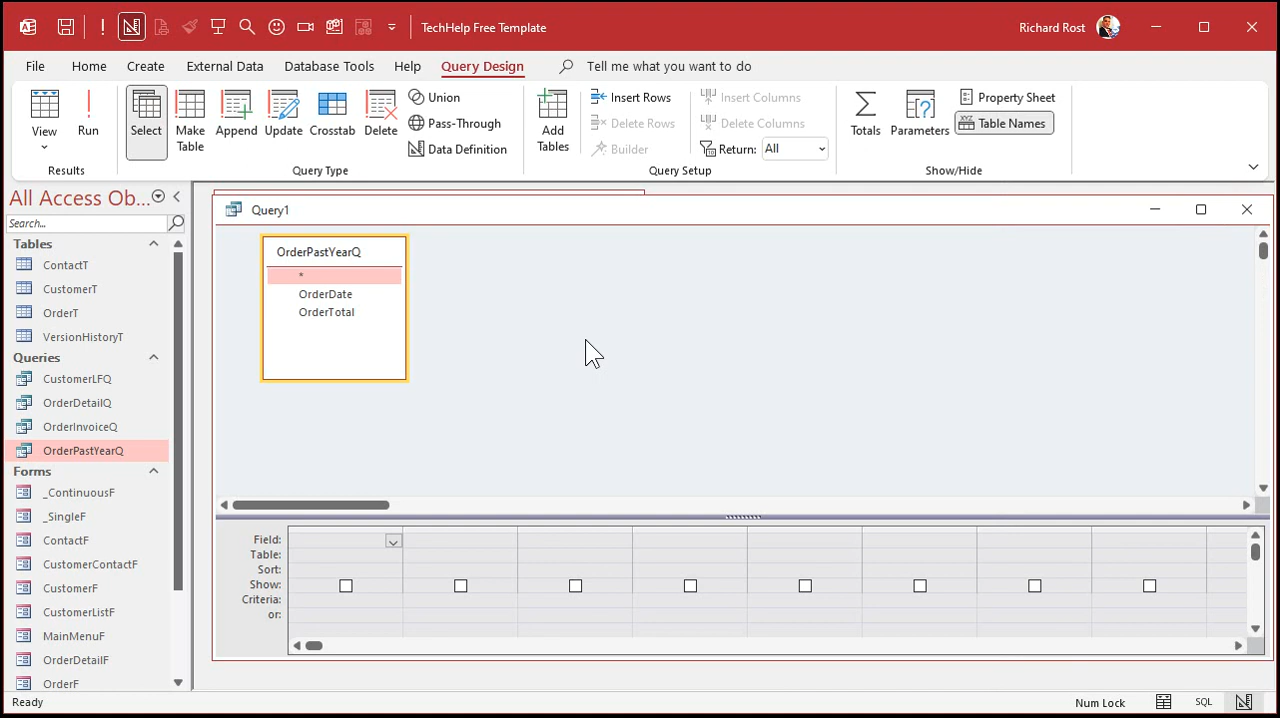 TechHelp Free Template
Richard Rost
File Home Create External Data Database Tools Help Query Design Tell me what you want to do
View
Run
Results
Select
Make Table
Append
Update
Crosstab
Delete
Union
Pass-Through
Data Definition
Query Type
Add Tables
Insert Rows
Delete Rows
Builder
Insert Columns
Delete Columns
Return: All
Query Setup
Totals
Parameters
Property Sheet
Table Names
Show/Hide
All Access Ob...
Search...
Tables
ContactT
CustomerT
OrderT
VersionHistoryT
Queries
CustomerLFQ
OrderDetailQ
OrderInvoiceQ
OrderPastYearQ
Forms
_ContinuousF
_SingleF
ContactF
CustomerContactF
CustomerF
CustomerListF
MainMenuF
OrderDetailF
OrderF
Query1
OrderPastYearQ
*
OrderDate
OrderTotal
Field:
Table:
Sort:
Show:
Criteria:
or:
Ready
Num Lock
SQL